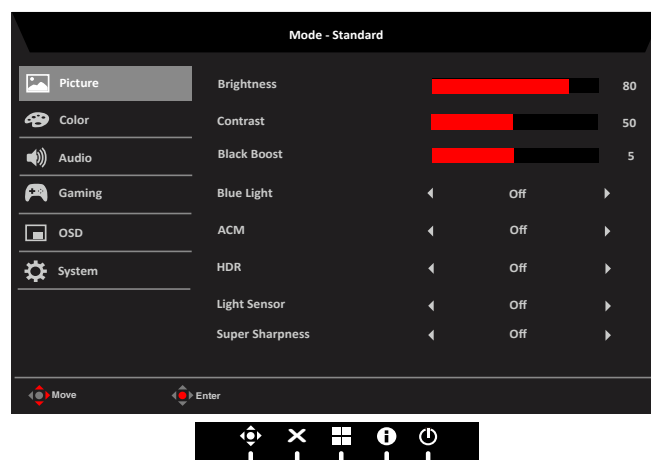 Mode - Standard
Picture
Color
Audio
Gaming
OSD
System
Brightness 80
Contrast 50
Black Boost 5
Blue Light Off
ACM Off
HDR Off
Light Sensor Off
Super Sharpness Off
Move Enter